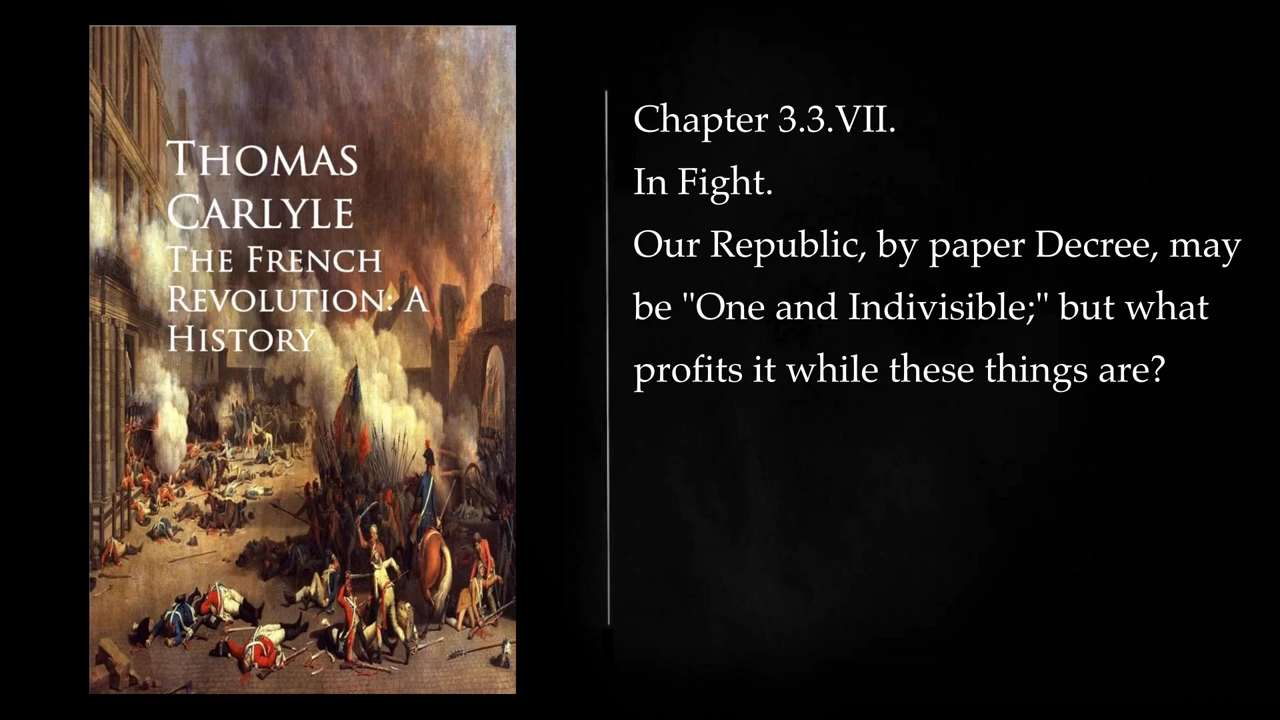 THOMAS
CARLYLE
THE FRENCH
REVOLUTION: A
HISTORY
Chapter 3.3.VII.
In Fight.
Our Republic, by paper Decree, may
be "One and Indivisible;" but what
profits it while these things are?